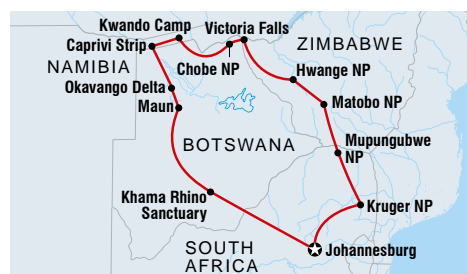 Kwando Camp
Victoria Falls
Caprivi Strip
ZIMBABWE
NAMIBIA
Chobe NP
Hwange NP
Okavango Delta
Maun
Matobo NP
BOTSWANA
Mupungubwe
NP
Khama Rhino
Sanctuary
Kruger NP
SOUTH
AFRICA
Johannesburg